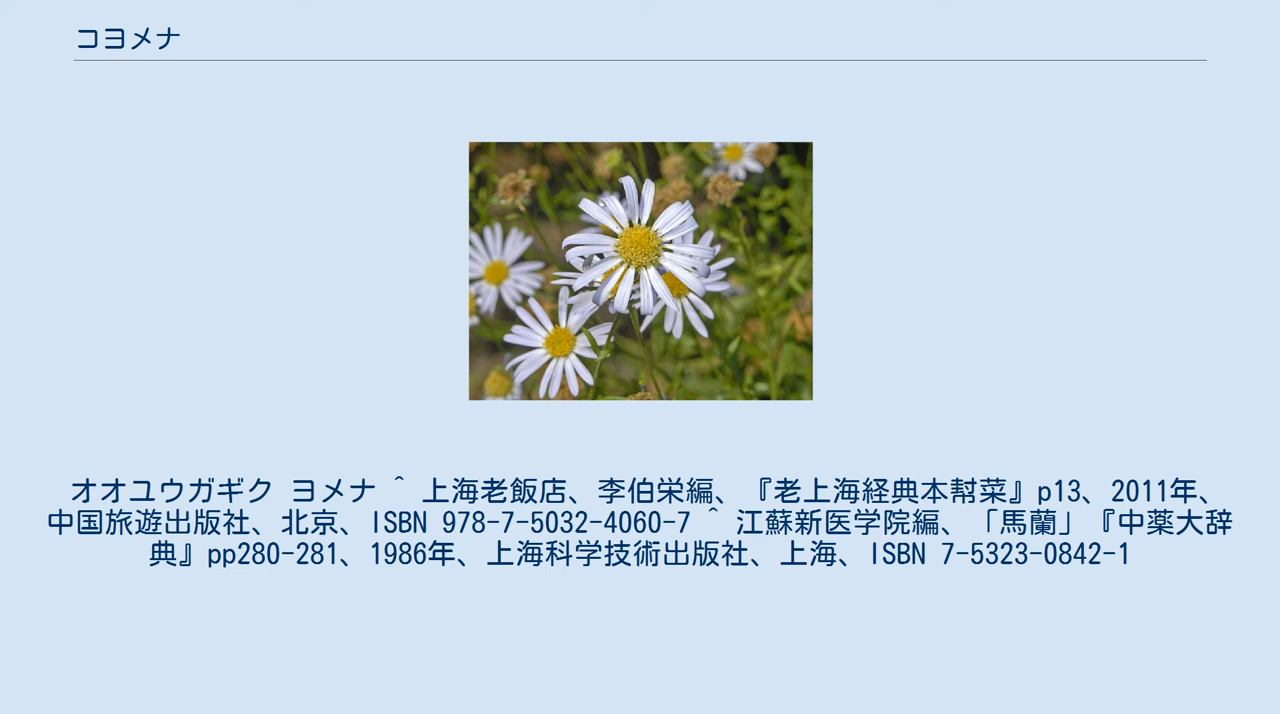 コヨメナ
オオユウガギク ヨメナ ^ 上海老飯店、李伯栄編、『老上海経典本幇菜』p13、2011年、
中国旅遊出版社、北京、ISBN 978-7-5032-4060-7 ^ 江蘇新医学院編、「馬蘭」『中薬大辞
典』pp280-281、1986年、上海科学技術出版社、上海、ISBN 7-5323-0842-1